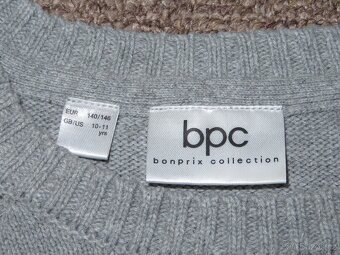 EUR 140/146
GB/US 10-11
yrs
bpc
bonprix collection